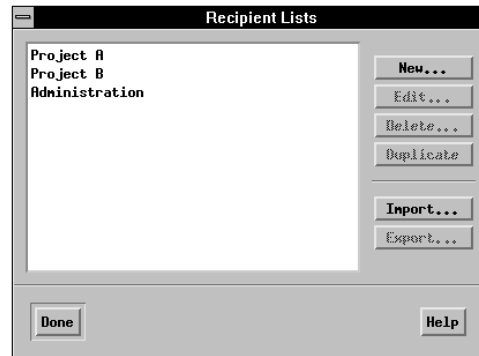 Recipient Lists
Project A
Project B
Administration
New...
Edit...
Delete...
Duplicate
Import...
Export...
Done
Help